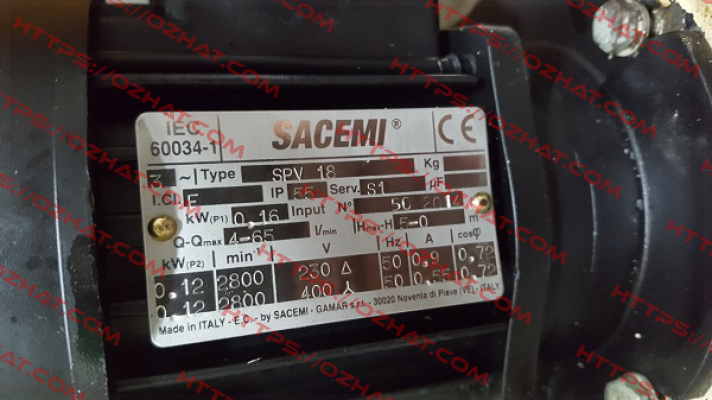 IEC 60034-1 SACEMI ® CE
3 ~ Type SPV 18 Kg
I.Cl. F IP 55 Serv. S1 µF
kW(P1) 0,16 Input N° 50 2014
Q-Qmax 4-65 l/min Hmax-H 5-0 m
kW(P2) min⁻¹ V Hz A cosφ
0,12 2800 230 Δ 50 0,9 0,72
0,12 2800 400 Y 50 0,55 0,72
Made in ITALY - E.C. - by SACEMI - GAMAR s.r.l. - 30020 Noventa di Piave (VE) - ITALY
HTTPS://OZHAT.COM